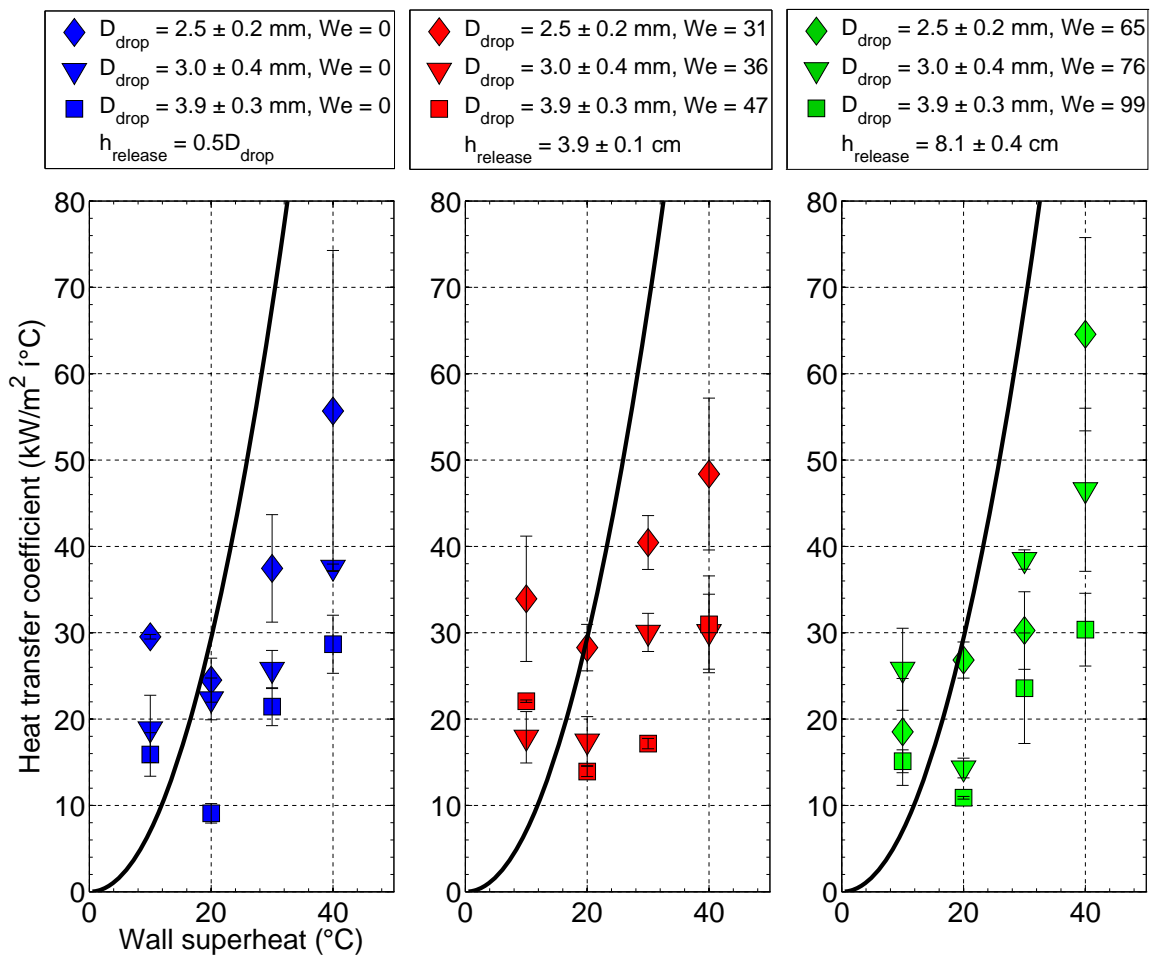 D_drop = 2.5 ± 0.2 mm, We = 0
D_drop = 3.0 ± 0.4 mm, We = 0
D_drop = 3.9 ± 0.3 mm, We = 0
h_release = 0.5D_drop
D_drop = 2.5 ± 0.2 mm, We = 31
D_drop = 3.0 ± 0.4 mm, We = 36
D_drop = 3.9 ± 0.3 mm, We = 47
h_release = 3.9 ± 0.1 cm
D_drop = 2.5 ± 0.2 mm, We = 65
D_drop = 3.0 ± 0.4 mm, We = 76
D_drop = 3.9 ± 0.3 mm, We = 99
h_release = 8.1 ± 0.4 cm
Heat transfer coefficient (kW/m² í°C)
80
70
60
50
40
30
20
10
0
0 20 40
Wall superheat (°C)
80
70
60
50
40
30
20
10
0
0 20 40
80
70
60
50
40
30
20
10
0
0 20 40